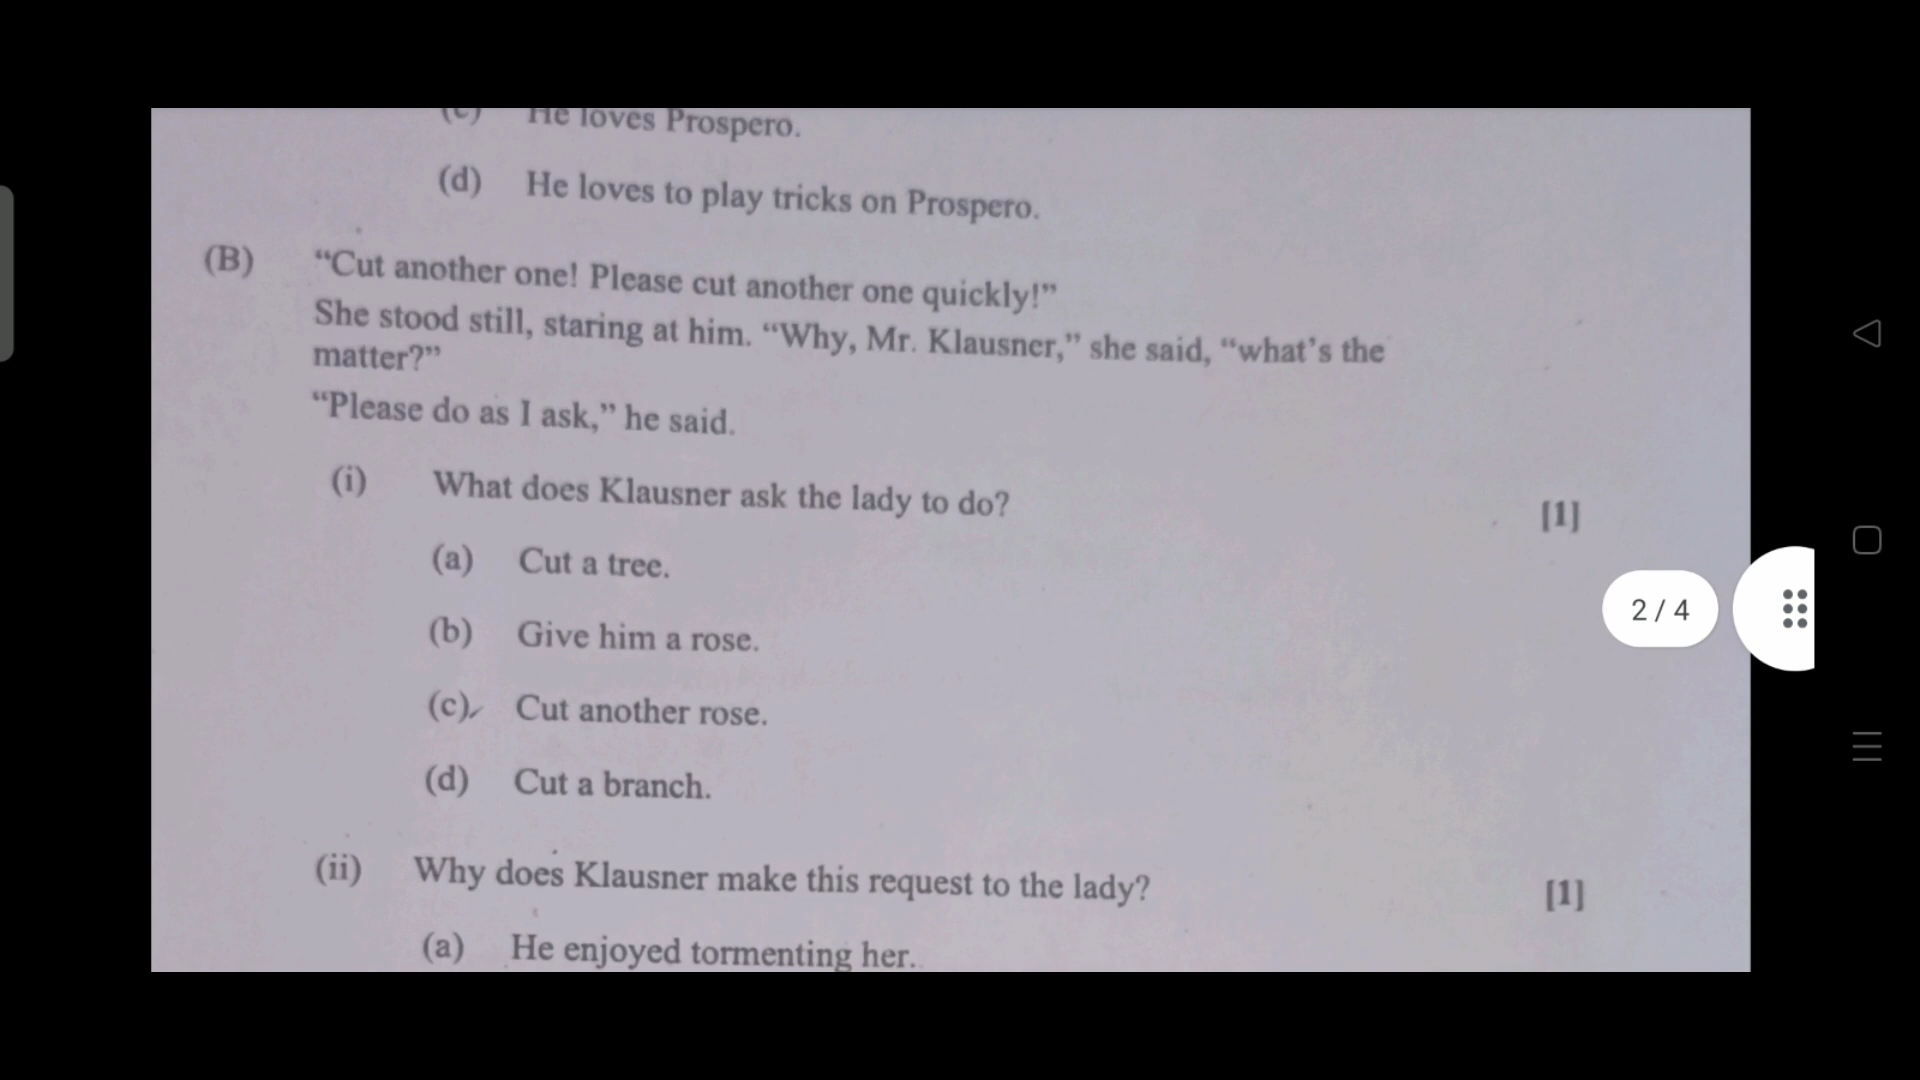 (c) He loves Prospero.
(d) He loves to play tricks on Prospero.
(B) “Cut another one! Please cut another one quickly!”
She stood still, staring at him. “Why, Mr. Klausner,” she said, “what’s the
matter?”
“Please do as I ask,” he said.
(i) What does Klausner ask the lady to do? [1]
(a) Cut a tree.
(b) Give him a rose.
(c) Cut another rose.
(d) Cut a branch.
(ii) Why does Klausner make this request to the lady? [1]
(a) He enjoyed tormenting her.
2 / 4